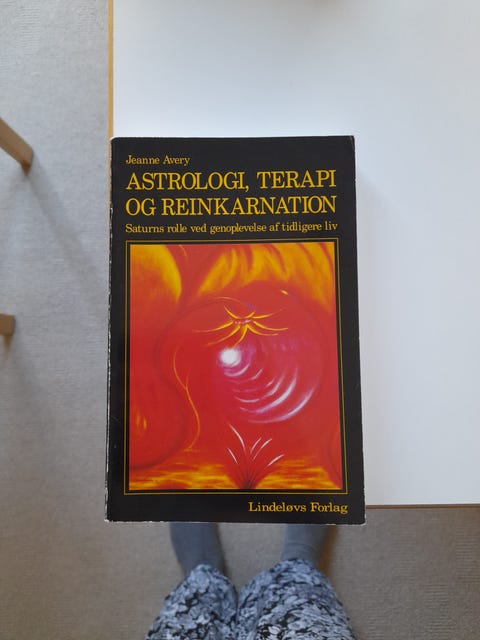 Jeanne Avery
ASTROLOGI, TERAPI
OG REINKARNATION
Saturns rolle ved genoplevelse af tidligere liv
Lindeløvs Forlag